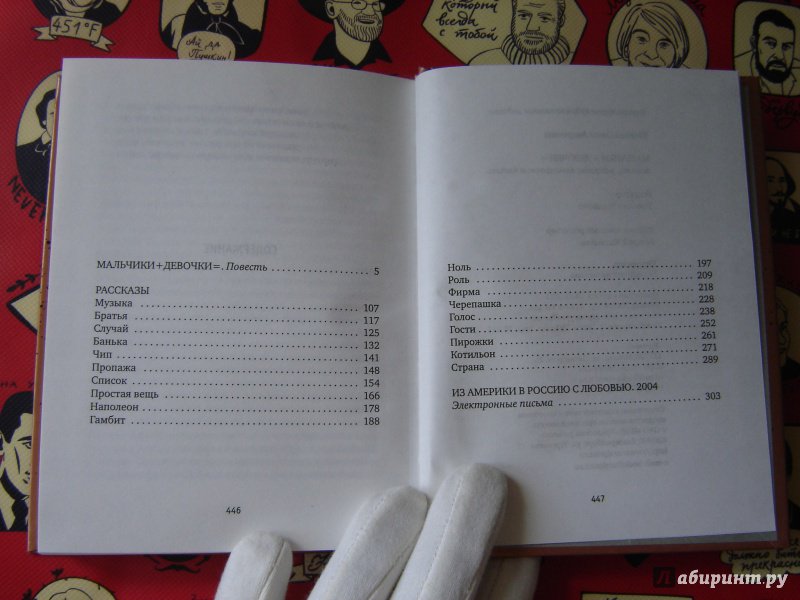 451°F
Ай да
Пушкин!
который
всегда
с тобой
NEVER
МАЛЬЧИКИ+ДЕВОЧКИ=. Повесть 5
РАССКАЗЫ
Музыка 107
Братья 117
Случай 125
Банька 132
Чип 141
Пропажа 148
Список 154
Простая вещь 166
Наполеон 178
Гамбит 188
446
Ноль 197
Роль 209
Фирма 218
Черепашка 228
Голос 238
Гости 252
Пирожки 261
Котильон 271
Страна 289
ИЗ АМЕРИКИ В РОССИЮ С ЛЮБОВЬЮ. 2004
Электронные письма 303
447
Лабиринт.ру